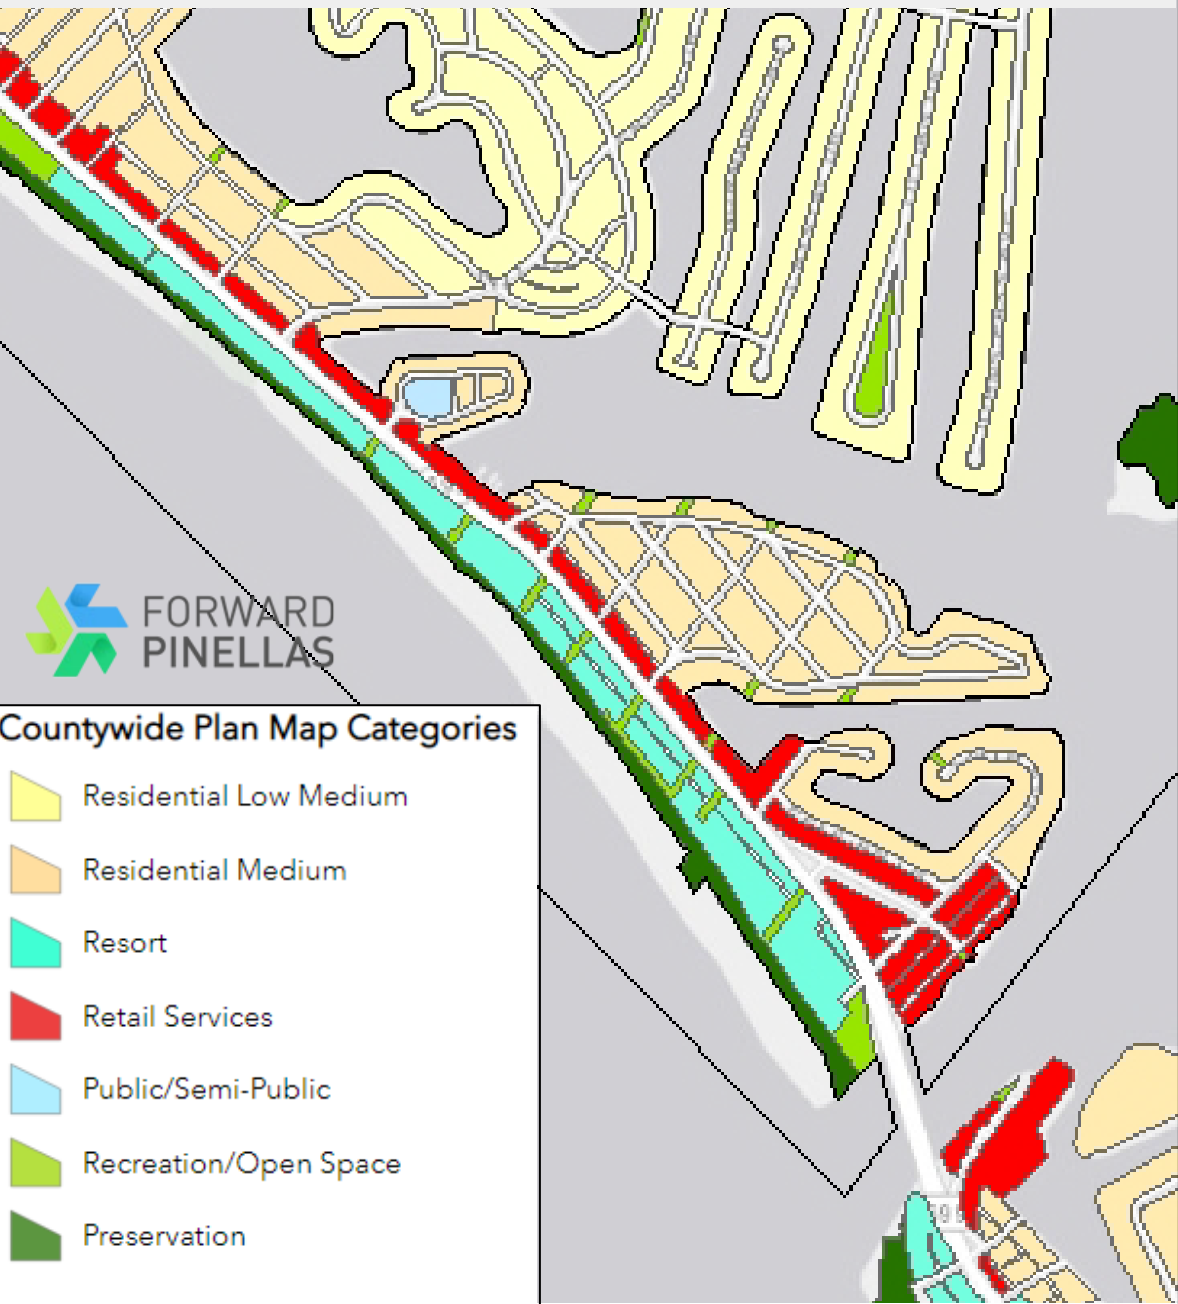 FORWARD
PINELLAS
Countywide Plan Map Categories
Residential Low Medium
Residential Medium
Resort
Retail Services
Public/Semi-Public
Recreation/Open Space
Preservation